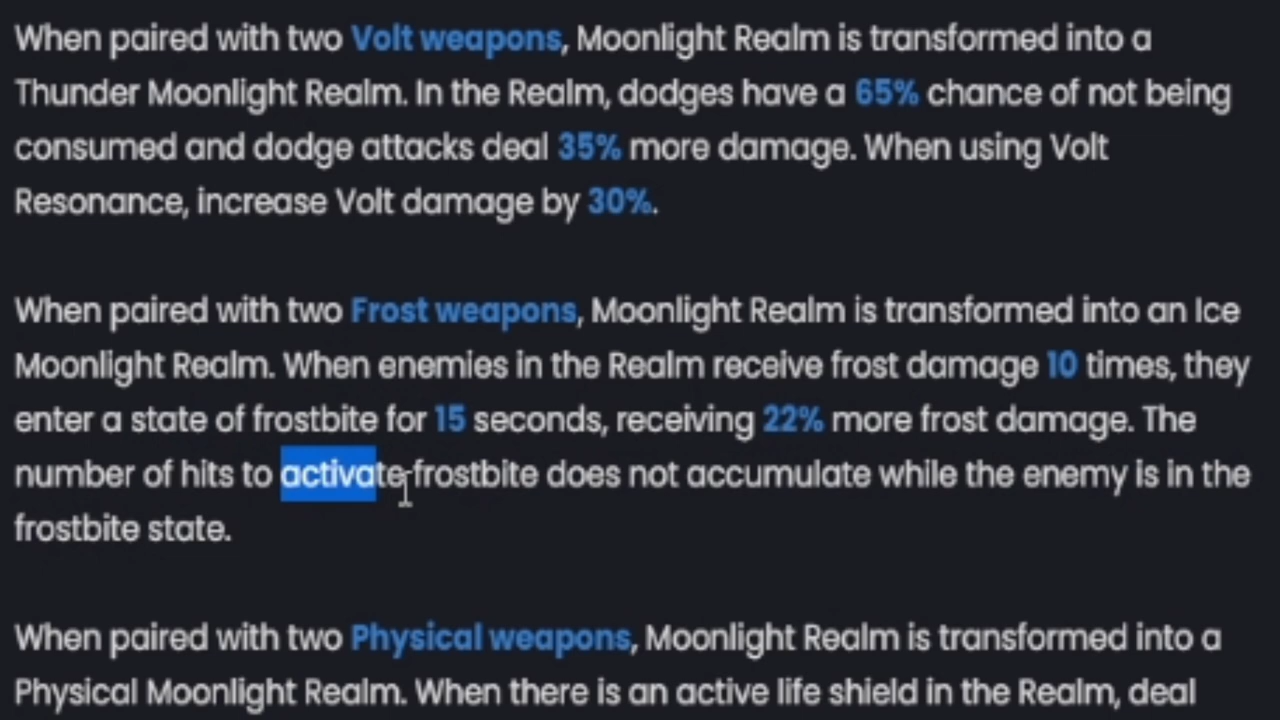 When paired with two Volt weapons, Moonlight Realm is transformed into a
Thunder Moonlight Realm. In the Realm, dodges have a 65% chance of not being
consumed and dodge attacks deal 35% more damage. When using Volt
Resonance, increase Volt damage by 30%.
When paired with two Frost weapons, Moonlight Realm is transformed into an Ice
Moonlight Realm. When enemies in the Realm receive frost damage 10 times, they
enter a state of frostbite for 15 seconds, receiving 22% more frost damage. The
number of hits to activate frostbite does not accumulate while the enemy is in the
frostbite state.
When paired with two Physical weapons, Moonlight Realm is transformed into a
Physical Moonlight Realm. When there is an active life shield in the Realm, deal